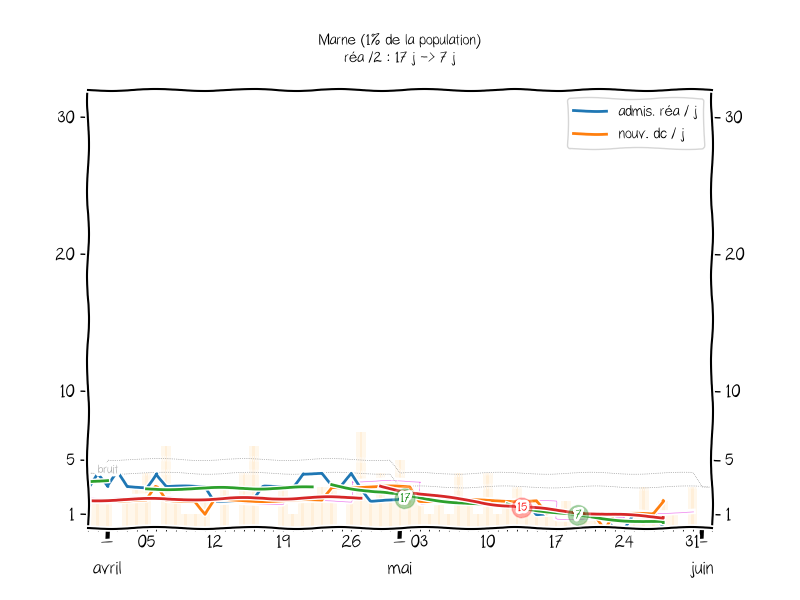 Marne (1% de la population)
réa /2 : 17 j -> 7 j
admis. réa / j
nouv. dc / j
30
30
20
20
10
10
5
5
bruit
17
15
7
1
1
05
12
19
26
03
10
17
24
31
avril
mai
juin